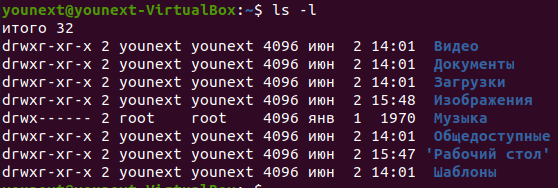 younext@younext-VirtualBox:~$ ls -l
итого 32
drwxr-xr-x 2 younext younext 4096 июн  2 14:01  Видео
drwxr-xr-x 2 younext younext 4096 июн  2 14:01  Документы
drwxr-xr-x 2 younext younext 4096 июн  2 14:01  Загрузки
drwxr-xr-x 2 younext younext 4096 июн  2 15:48  Изображения
drwx------ 2 root    root    4096 янв  1  1970  Музыка
drwxr-xr-x 2 younext younext 4096 июн  2 14:01  Общедоступные
drwxr-xr-x 2 younext younext 4096 июн  2 15:47 'Рабочий стол'
drwxr-xr-x 2 younext younext 4096 июн  2 14:01  Шаблоны